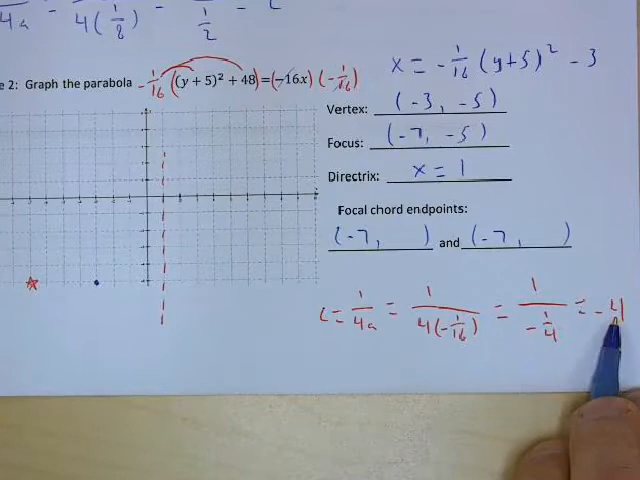 4a = 4(1/8) = 1/2 = 2
e 2: Graph the parabola -1/16 ((y + 5)² + 48) = (-16x) (-1/16)
x = -1/16 (y+5)² - 3
Vertex: (-3, -5)
Focus: (-7, -5)
Directrix: x = 1
Focal chord endpoints:
(-7, ) and (-7, )
c = 1/4a = 1/4(-1/16) = 1/-1/4 = -4